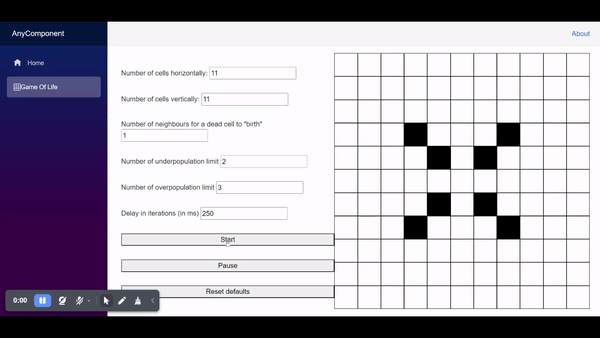 AnyComponent
About
Home
Game Of Life
Number of cells horizontally: 11
Number of cells vertically: 11
Number of neighbours for a dead cell to "birth"
1
Number of underpopulation limit 2
Number of overpopulation limit 3
Delay in iterations (in ms) 250
Start
Pause
Reset defaults
0:00